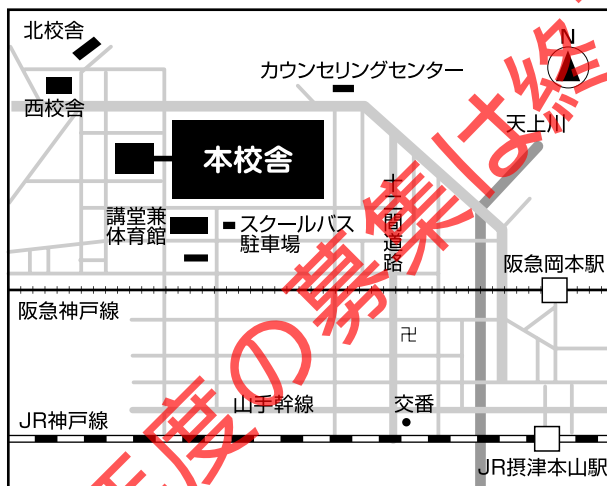 北校舎
N
カウンセリングセンター
西校舎
天上川
本校舎
十二間道路
講堂兼
体育館
スクールバス
駐車場
阪急岡本駅
阪急神戸線
卍
山手幹線
交番
JR神戸線
JR摂津本山駅
度の募集は終